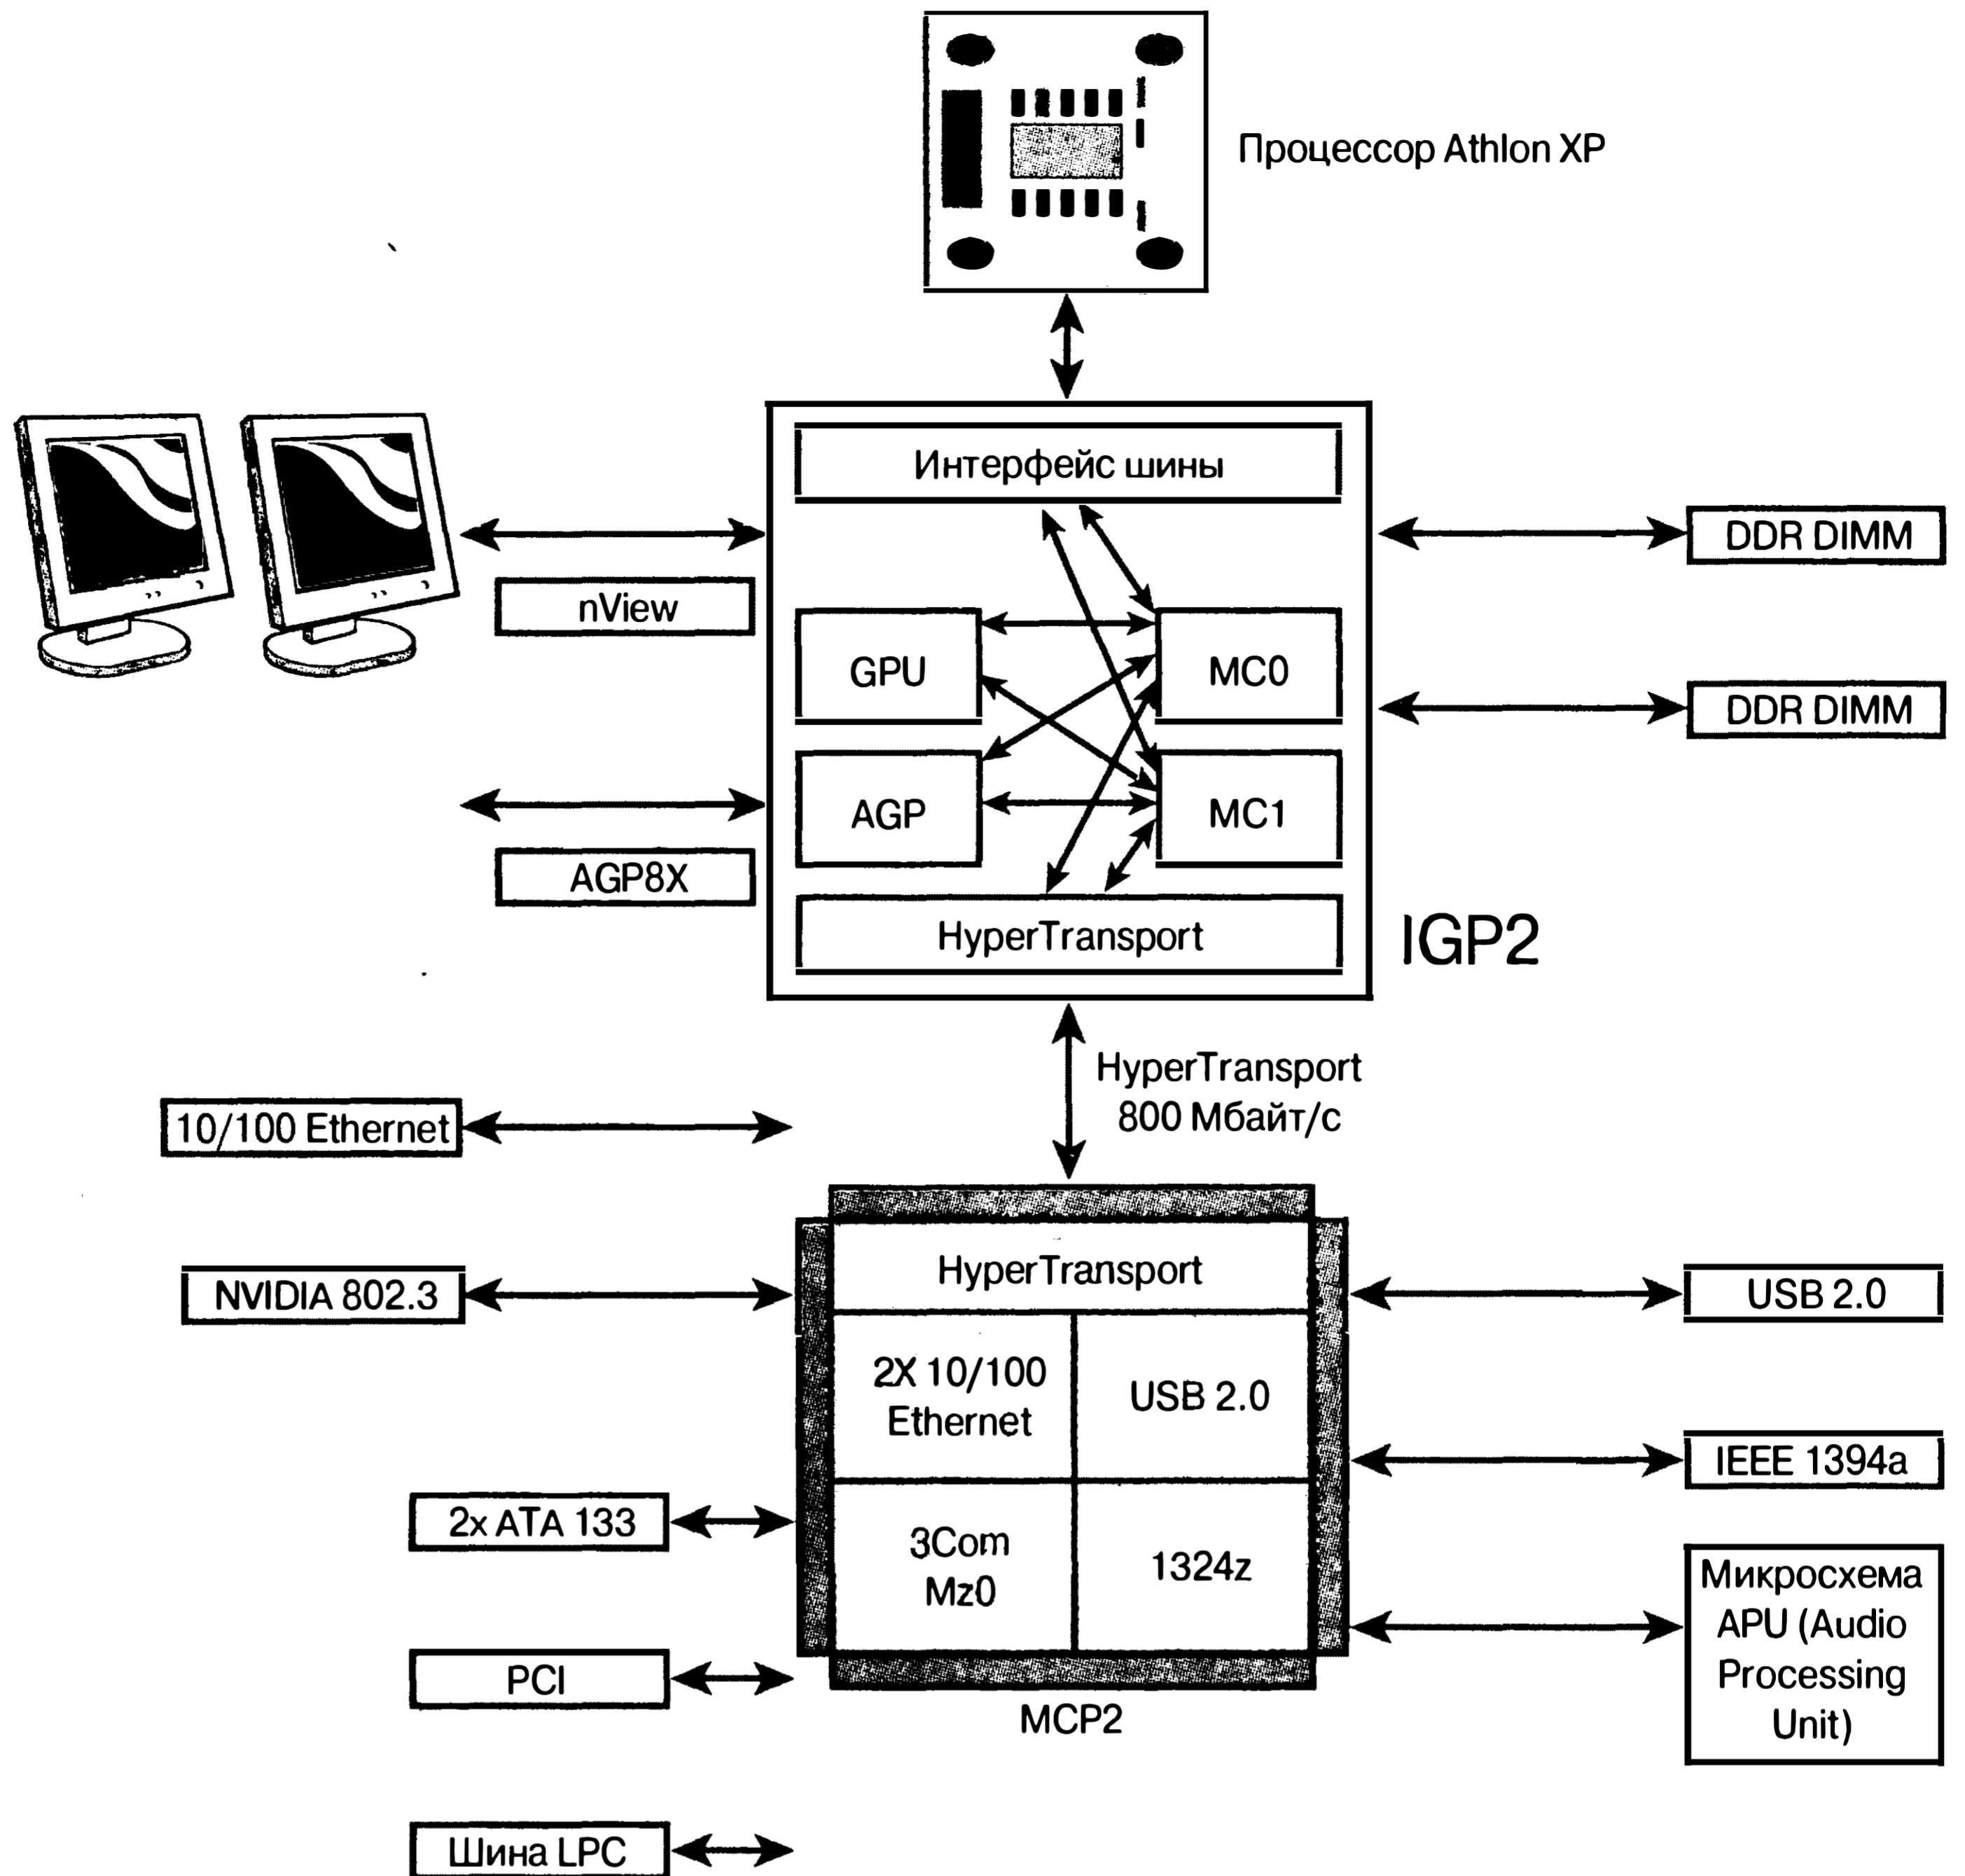 Процессор Athlon XP
Интерфейс шины
DDR DIMM
nView
GPU
MC0
DDR DIMM
AGP
MC1
AGP8X
HyperTransport
IGP2
HyperTransport
800 Мбайт/с
10/100 Ethernet
HyperTransport
NVIDIA 802.3
USB 2.0
2X 10/100
Ethernet
USB 2.0
IEEE 1394a
2x ATA 133
3Com
Mz0
1324z
Микросхема
APU (Audio
Processing
Unit)
PCI
MCP2
Шина LPC